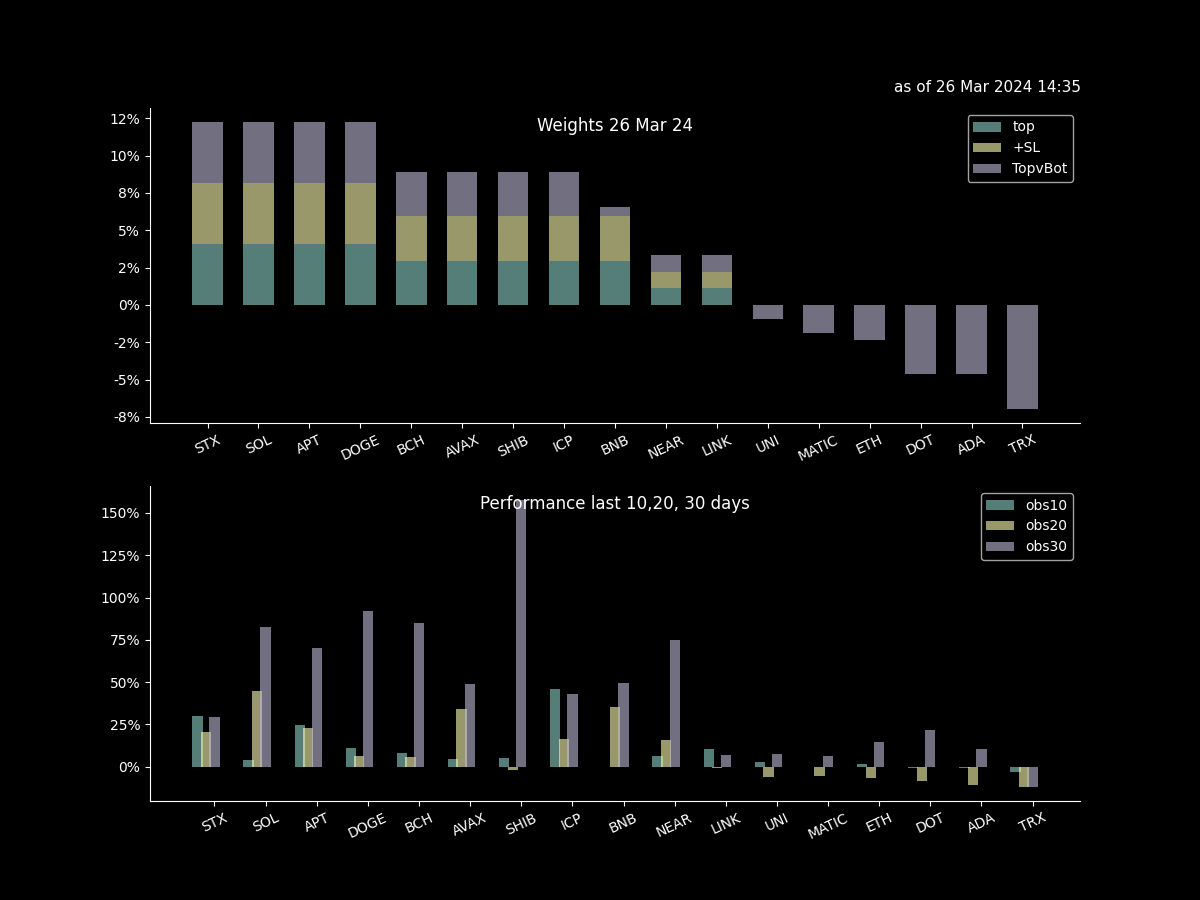 as of 26 Mar 2024 14:35
Weights 26 Mar 24
top
+SL
TopvBot
12%
10%
8%
5%
2%
0%
-2%
-5%
-8%
STX SOL APT DOGE BCH AVAX SHIB ICP BNB NEAR LINK UNI MATIC ETH DOT ADA TRX
Performance last 10,20, 30 days
obs10
obs20
obs30
150%
125%
100%
75%
50%
25%
0%
STX SOL APT DOGE BCH AVAX SHIB ICP BNB NEAR LINK UNI MATIC ETH DOT ADA TRX